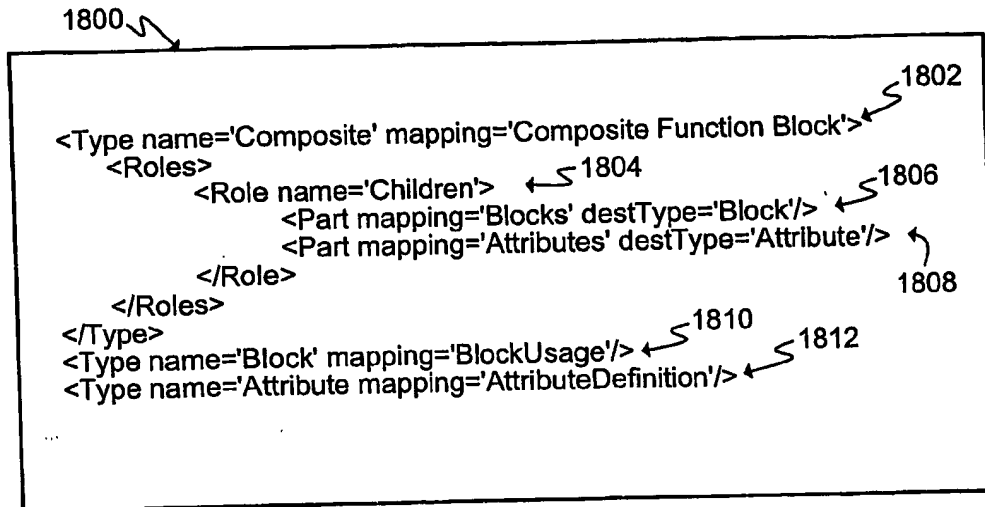 1800
<Type name='Composite' mapping='Composite Function Block'> 1802
<Roles>
<Role name='Children'> 1804
<Part mapping='Blocks' destType='Block'/> 1806
<Part mapping='Attributes' destType='Attribute'/>
1808
</Role>
</Roles>
</Type>
<Type name='Block' mapping='BlockUsage'/> 1810
<Type name='Attribute mapping='AttributeDefinition'/> 1812
...